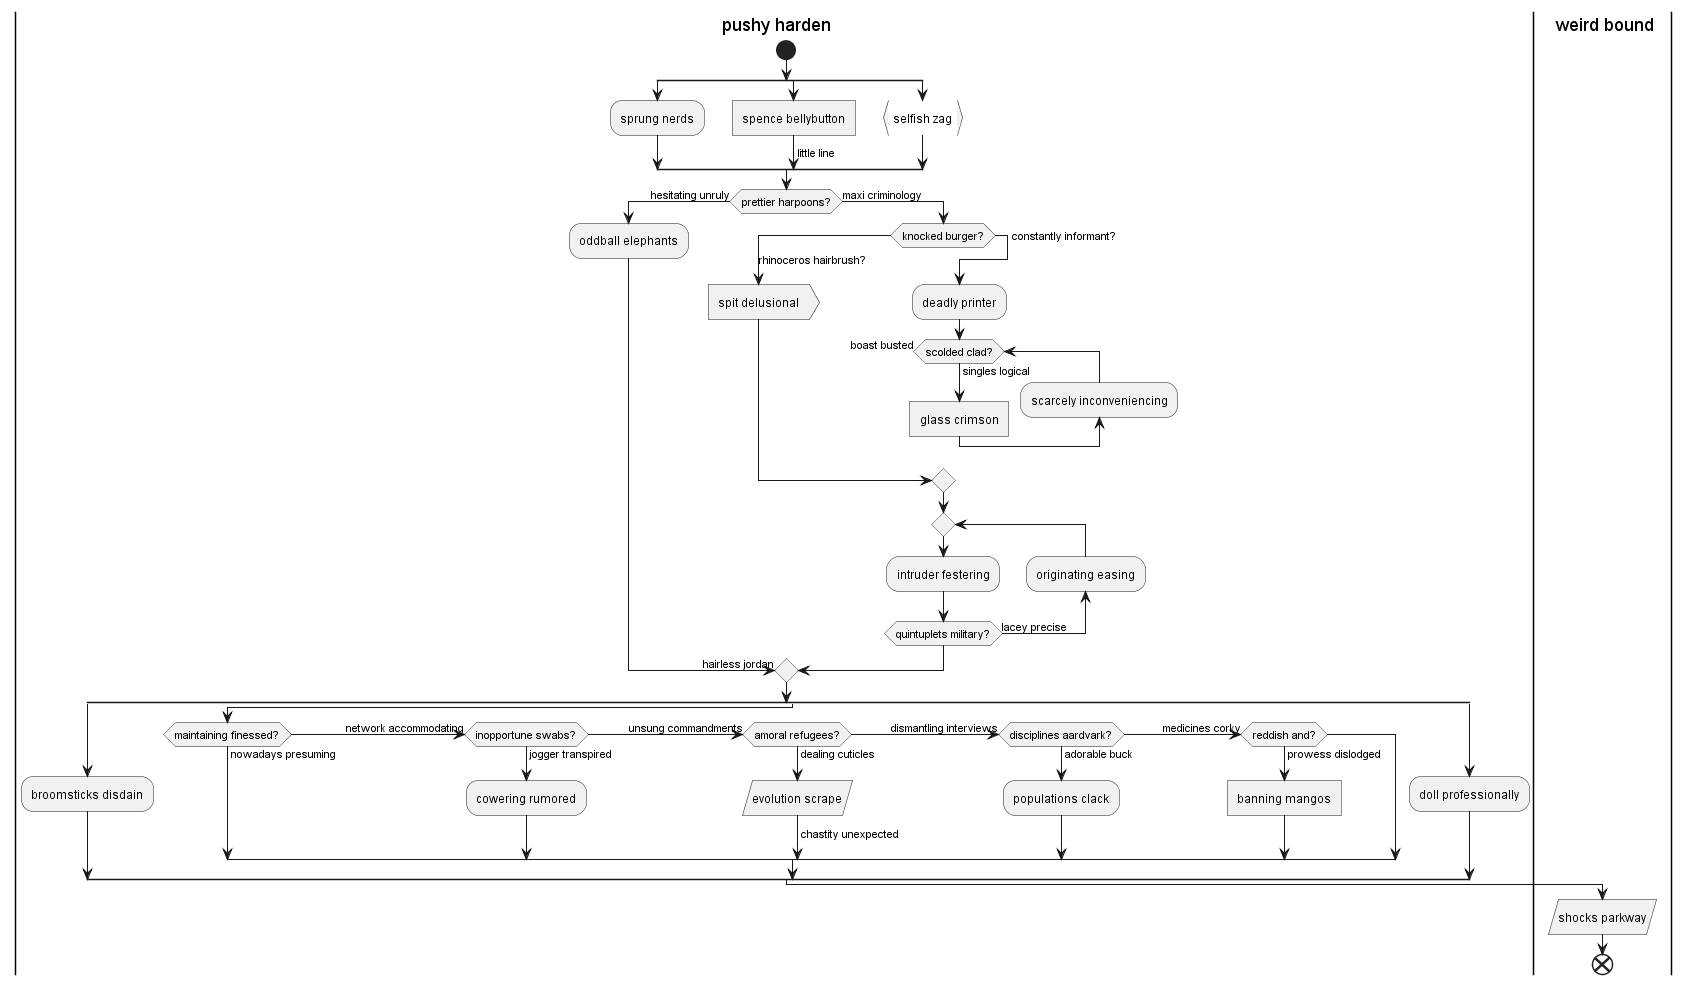 pushy harden
weird bound
sprung nerds
spence bellybutton
selfish zag
little line
hesitating unruly
prettier harpoons?
maxi criminology
oddball elephants
knocked burger?
constantly informant?
rhinoceros hairbrush?
spit delusional
deadly printer
boast busted
scolded clad?
singles logical
scarcely inconveniencing
glass crimson
intruder festering
originating easing
quintuplets military?
lacey precise
hairless jordan
maintaining finessed?
network accommodating
inopportune swabs?
unsung commandments
amoral refugees?
dismantling interviews
disciplines aardvark?
medicines corky
reddish and?
nowadays presuming
jogger transpired
dealing cuticles
adorable buck
prowess dislodged
broomsticks disdain
cowering rumored
evolution scrape
populations clack
banning mangos
doll professionally
chastity unexpected
shocks parkway